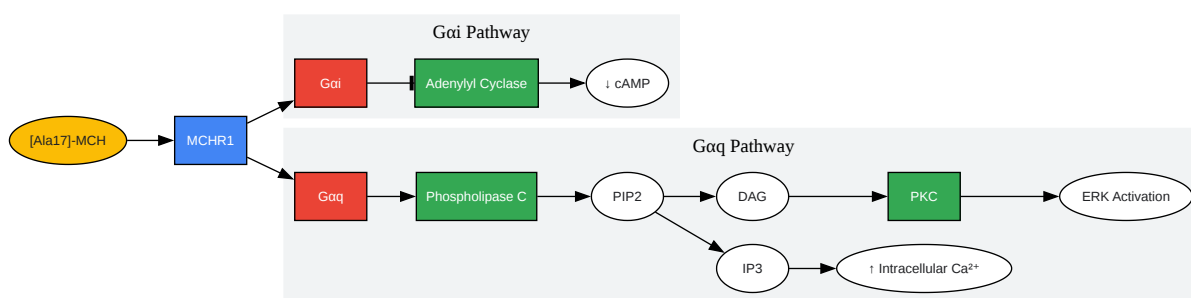 Gαi Pathway
Gαi
Adenylyl Cyclase
↓ cAMP
[Ala17]-MCH
MCHR1
Gαq Pathway
Gαq
Phospholipase C
PIP2
DAG
PKC
ERK Activation
IP3
↑ Intracellular Ca²⁺